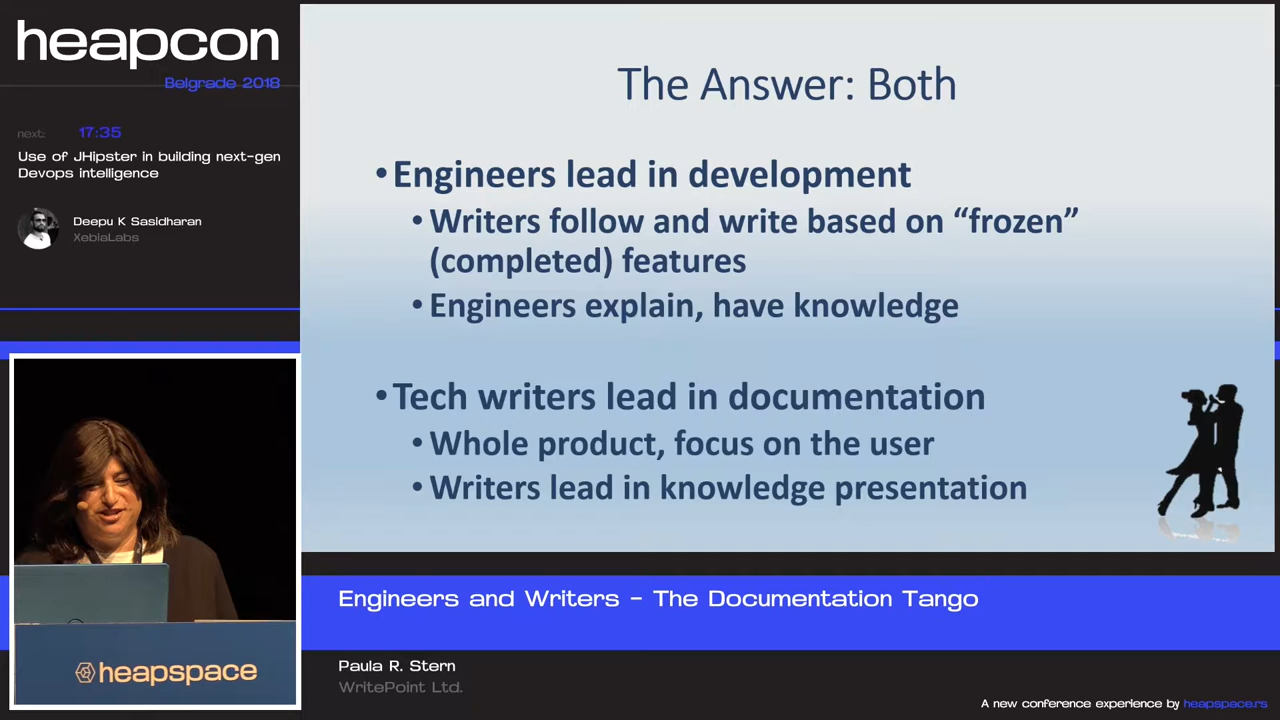 heapcon
Belgrade 2018
next: 17:35
Use of JHipster in building next-gen
Devops intelligence
Deepu K Sasidharan
XebiaLabs
The Answer: Both
• Engineers lead in development
• Writers follow and write based on “frozen”
(completed) features
• Engineers explain, have knowledge
• Tech writers lead in documentation
• Whole product, focus on the user
• Writers lead in knowledge presentation
heapspace
Engineers and Writers - The Documentation Tango
Paula R. Stern
WritePoint Ltd.
A new conference experience by heapspace.rs